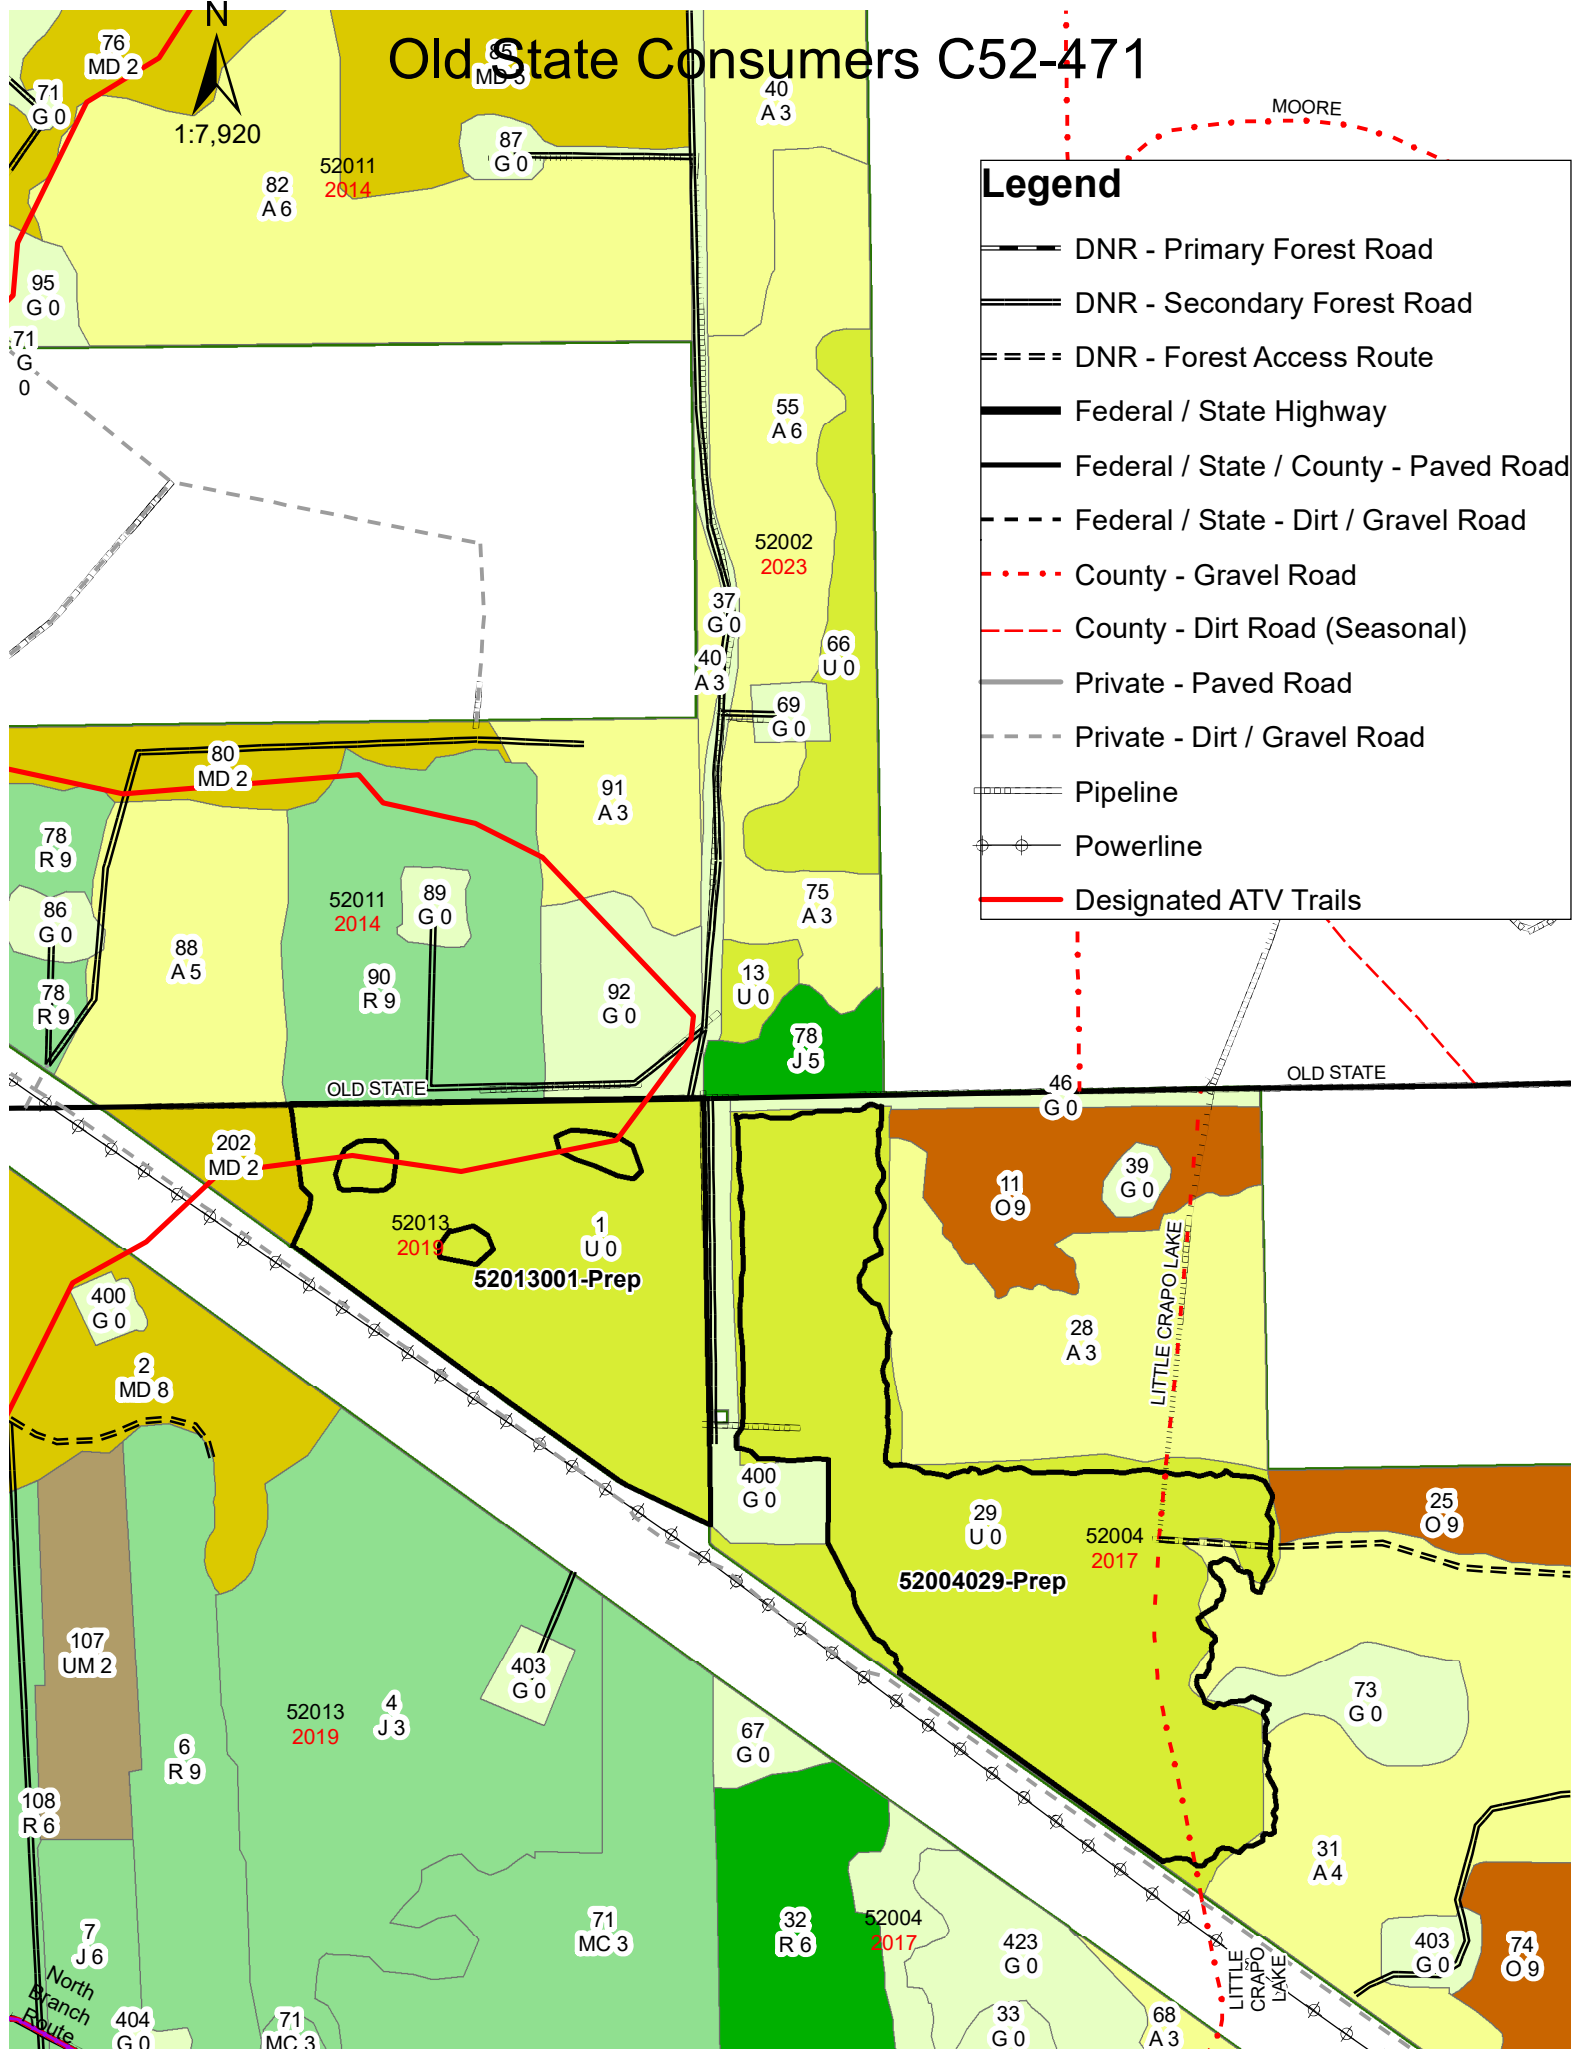 N
Old State Consumers C52-471
1:7,920
76
MD 2
71
G 0
85
MD 5
87
G 0
40
A 3
MOORE
82
A 6
52011
2014
95
G 0
71
G
0
Legend
DNR - Primary Forest Road
DNR - Secondary Forest Road
DNR - Forest Access Route
Federal / State Highway
Federal / State / County - Paved Road
Federal / State - Dirt / Gravel Road
County - Gravel Road
County - Dirt Road (Seasonal)
Private - Paved Road
Private - Dirt / Gravel Road
Pipeline
Powerline
Designated ATV Trails
55
A 6
52002
2023
37
G 0
40
A 3
66
U 0
69
G 0
80
MD 2
91
A 3
78
R 9
86
G 0
78
R 9
88
A 5
52011
2014
89
G 0
90
R 9
92
G 0
75
A 3
13
U 0
78
J 5
OLD STATE
46
G 0
OLD STATE
202
MD 2
52013
2019
1
U 0
52013001-Prep
11
O 9
39
G 0
LITTLE CRAPO LAKE
28
A 3
400
G 0
2
MD 8
400
G 0
29
U 0
52004
2017
52004029-Prep
25
O 9
107
UM 2
403
G 0
52013
2019
4
J 3
6
R 9
108
R 6
67
G 0
73
G 0
31
A 4
7
J 6
71
MC 3
32
R 6
52004
2017
423
G 0
403
G 0
74
O 9
LITTLE
CRAPO
LAKE
North
Branch
Route
404
G 0
71
MC 3
33
G 0
68
A 3